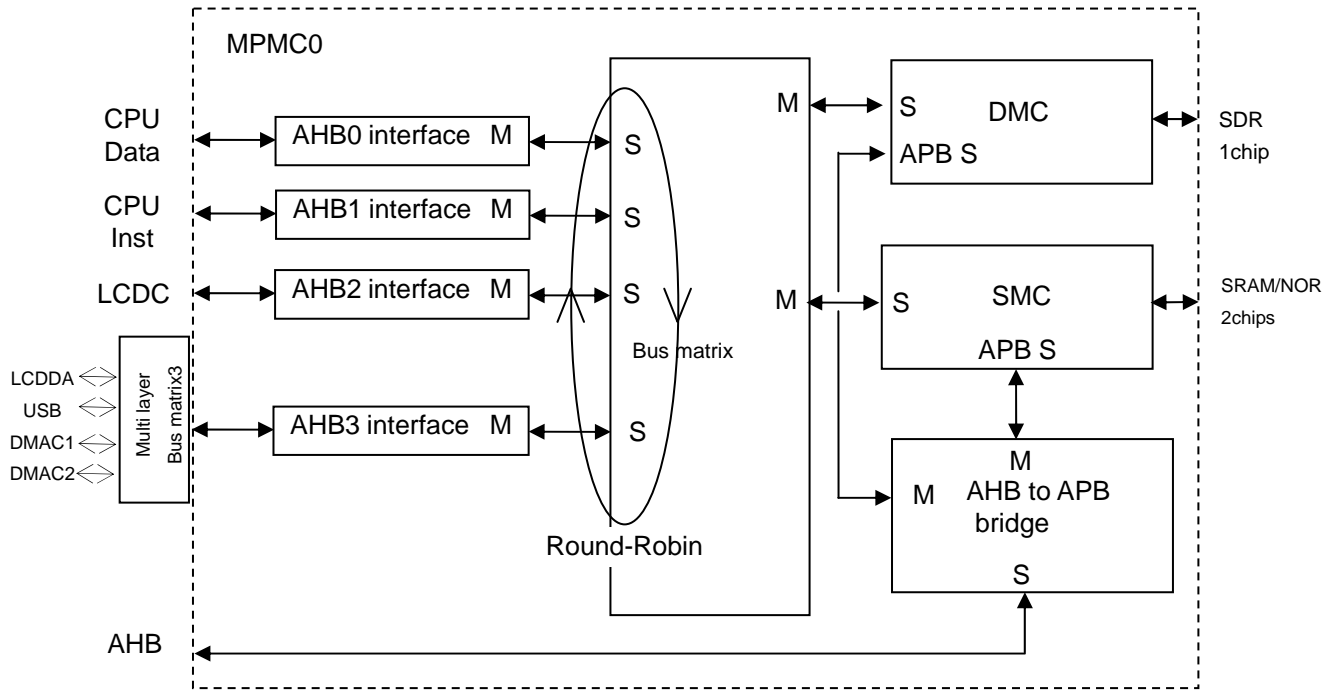 MPMC0
CPU
Data
AHB0 interface M
S
M
S
DMC
APB S
SDR
1chip
CPU
Inst
AHB1 interface M
S
LCDC
AHB2 interface M
S
M
S
SMC
APB S
SRAM/NOR
2chips
Bus matrix
LCDDA
USB
DMAC1
DMAC2
Multi layer
Bus matrix3
AHB3 interface M
S
M
M
AHB to APB
bridge
S
Round-Robin
AHB